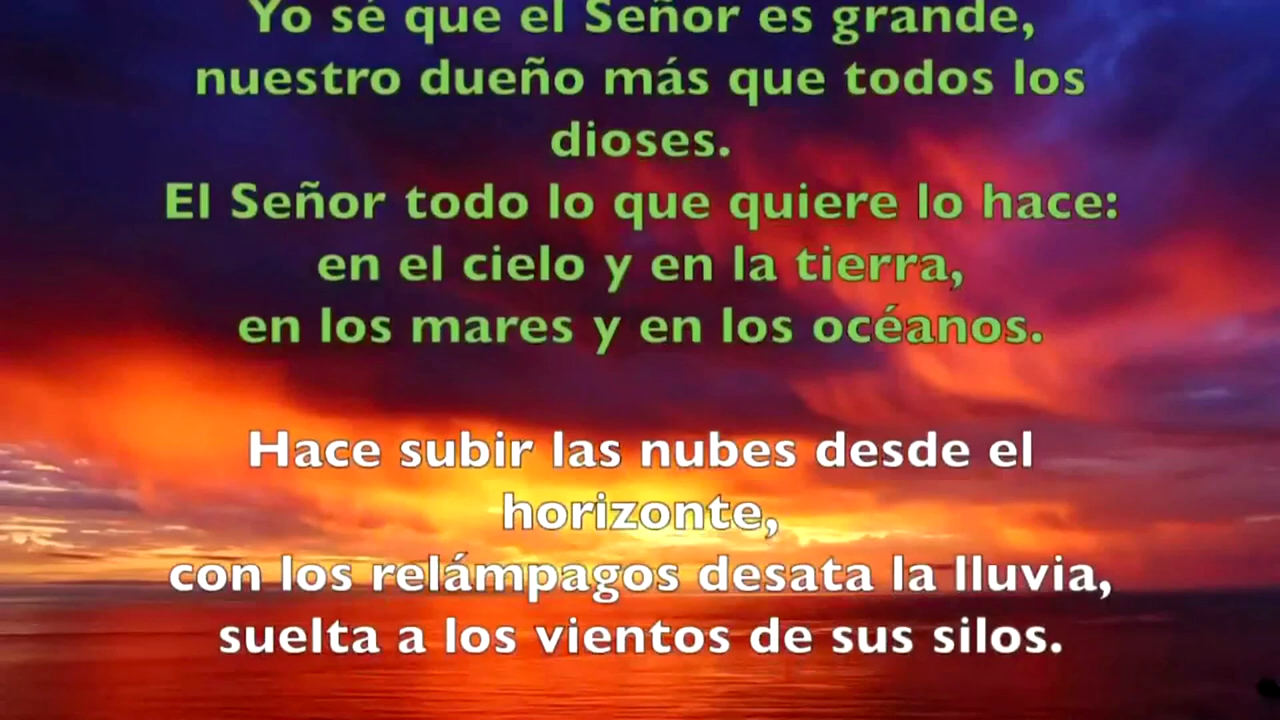 Yo sé que el Señor es grande,
nuestro dueño más que todos los
dioses.
El Señor todo lo que quiere lo hace:
en el cielo y en la tierra,
en los mares y en los océanos.
Hace subir las nubes desde el
horizonte,
con los relámpagos desata la lluvia,
suelta a los vientos de sus silos.